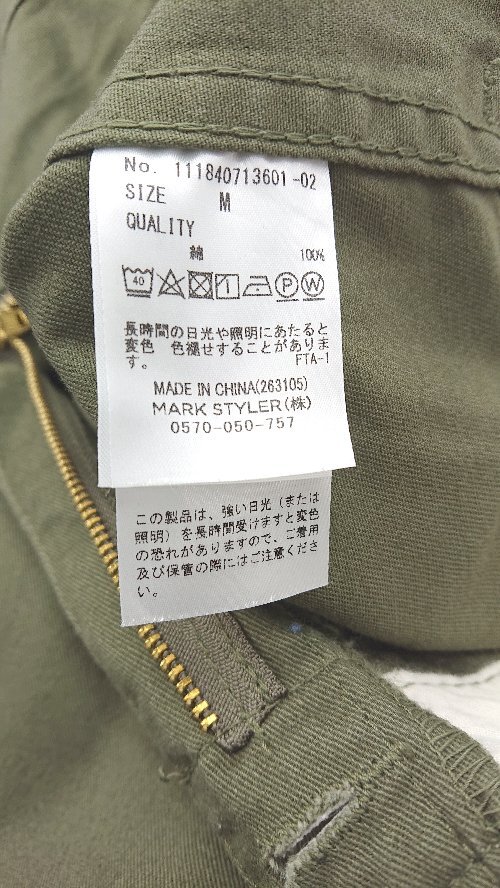 No. 111840713601-02
SIZE M
QUALITY
綿 100%
40 P W
長時間の日光や照明にあたると
変色 色褪せすることがありま
す。 FTA-1
MADE IN CHINA(263105)
MARK STYLER(株)
0570-050-757
この製品は、強い日光(または
照明)を長時間受けますと変色
の恐れがありますので、ご着用
及び保管の際にはご注意くださ
い。